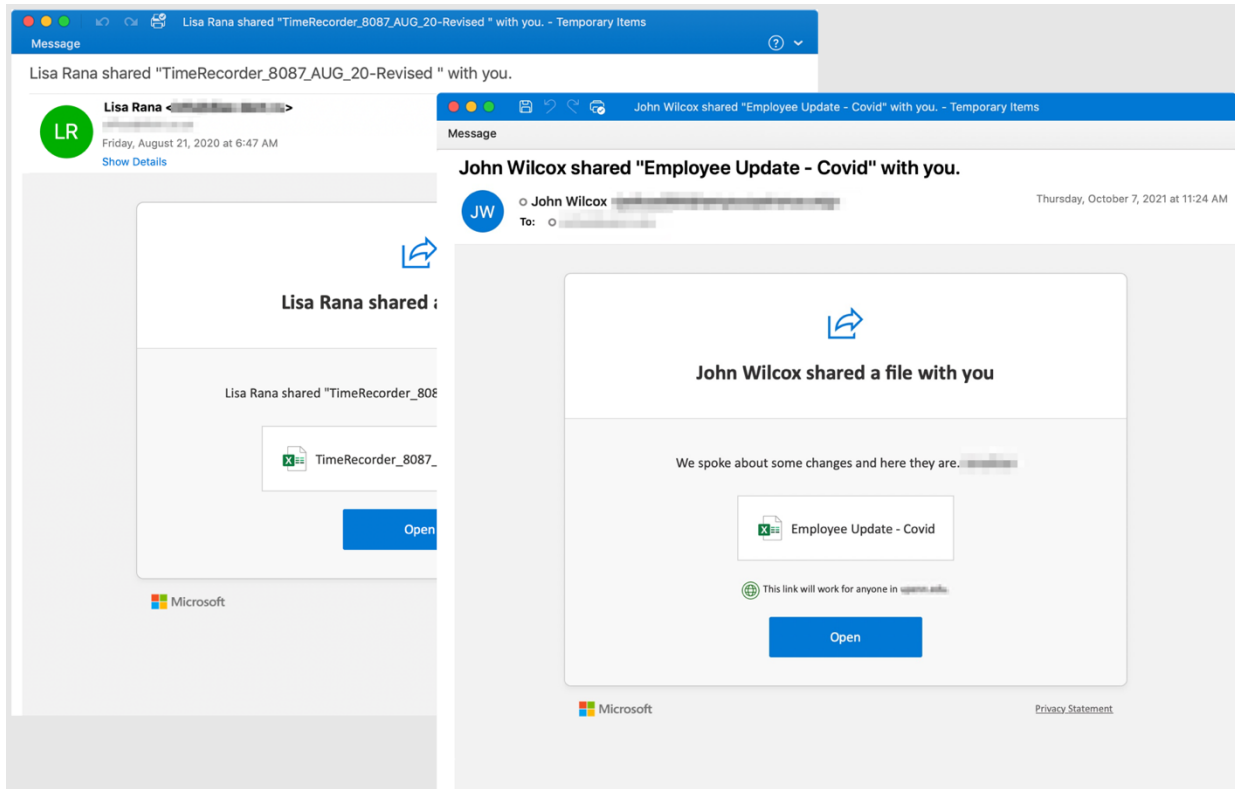 Lisa Rana shared "TimeRecorder_8087_AUG_20-Revised " with you. - Temporary Items
Message
Lisa Rana shared "TimeRecorder_8087_AUG_20-Revised " with you.
LR
Lisa Rana <
>
Friday, August 21, 2020 at 6:47 AM
Show Details
Lisa Rana shared
Lisa Rana shared "TimeRecorder_808
TimeRecorder_8087_
Open
Microsoft
John Wilcox shared "Employee Update - Covid" with you. - Temporary Items
Message
John Wilcox shared "Employee Update - Covid" with you.
JW
John Wilcox
Thursday, October 7, 2021 at 11:24 AM
To:
John Wilcox shared a file with you
We spoke about some changes and here they are.
Employee Update - Covid
This link will work for anyone in
Open
Microsoft
Privacy Statement